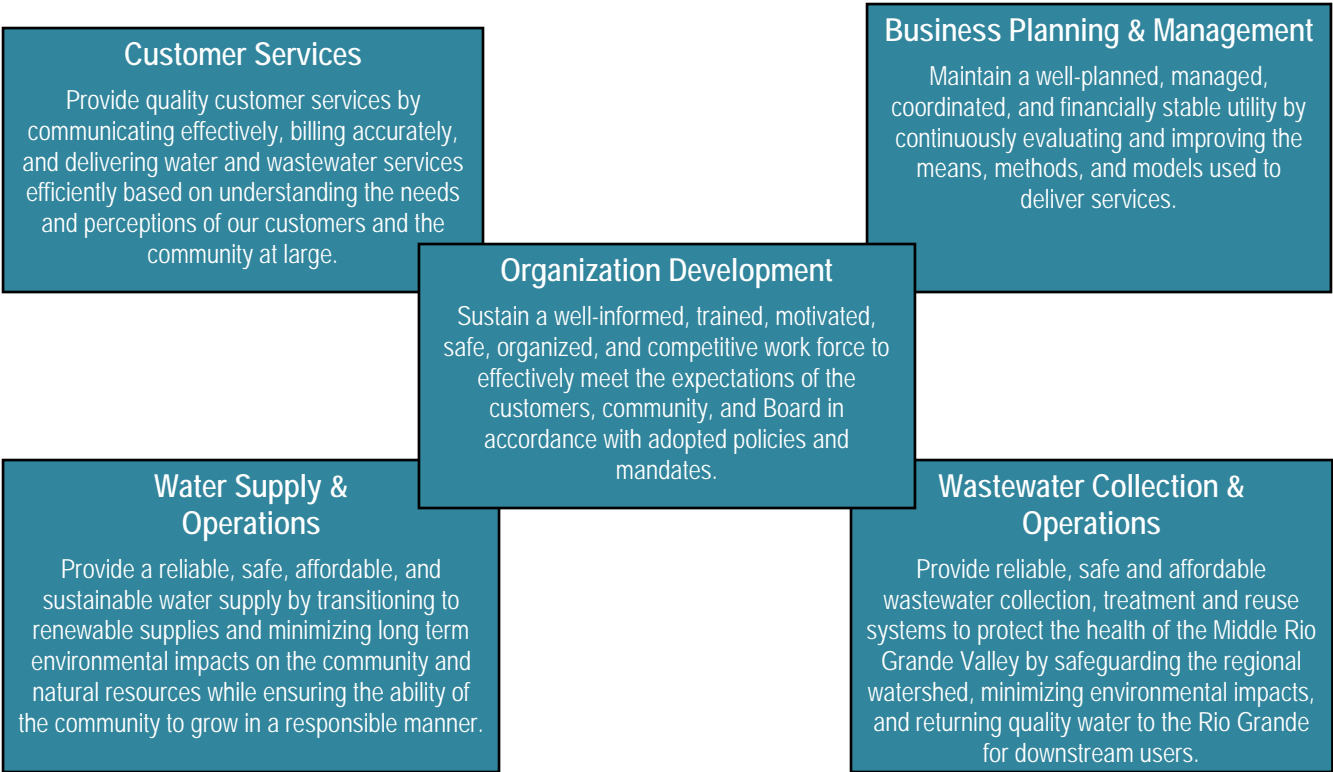 Customer Services
Provide quality customer services by
communicating effectively, billing accurately,
and delivering water and wastewater services
efficiently based on understanding the needs
and perceptions of our customers and the
community at large.
Business Planning & Management
Maintain a well-planned, managed,
coordinated, and financially stable utility by
continuously evaluating and improving the
means, methods, and models used to
deliver services.
Organization Development
Sustain a well-informed, trained, motivated,
safe, organized, and competitive work force to
effectively meet the expectations of the
customers, community, and Board in
accordance with adopted policies and
mandates.
Water Supply &
Operations
Provide a reliable, safe, affordable, and
sustainable water supply by transitioning to
renewable supplies and minimizing long term
environmental impacts on the community and
natural resources while ensuring the ability of
the community to grow in a responsible manner.
Wastewater Collection &
Operations
Provide reliable, safe and affordable
wastewater collection, treatment and reuse
systems to protect the health of the Middle Rio
Grande Valley by safeguarding the regional
watershed, minimizing environmental impacts,
and returning quality water to the Rio Grande
for downstream users.